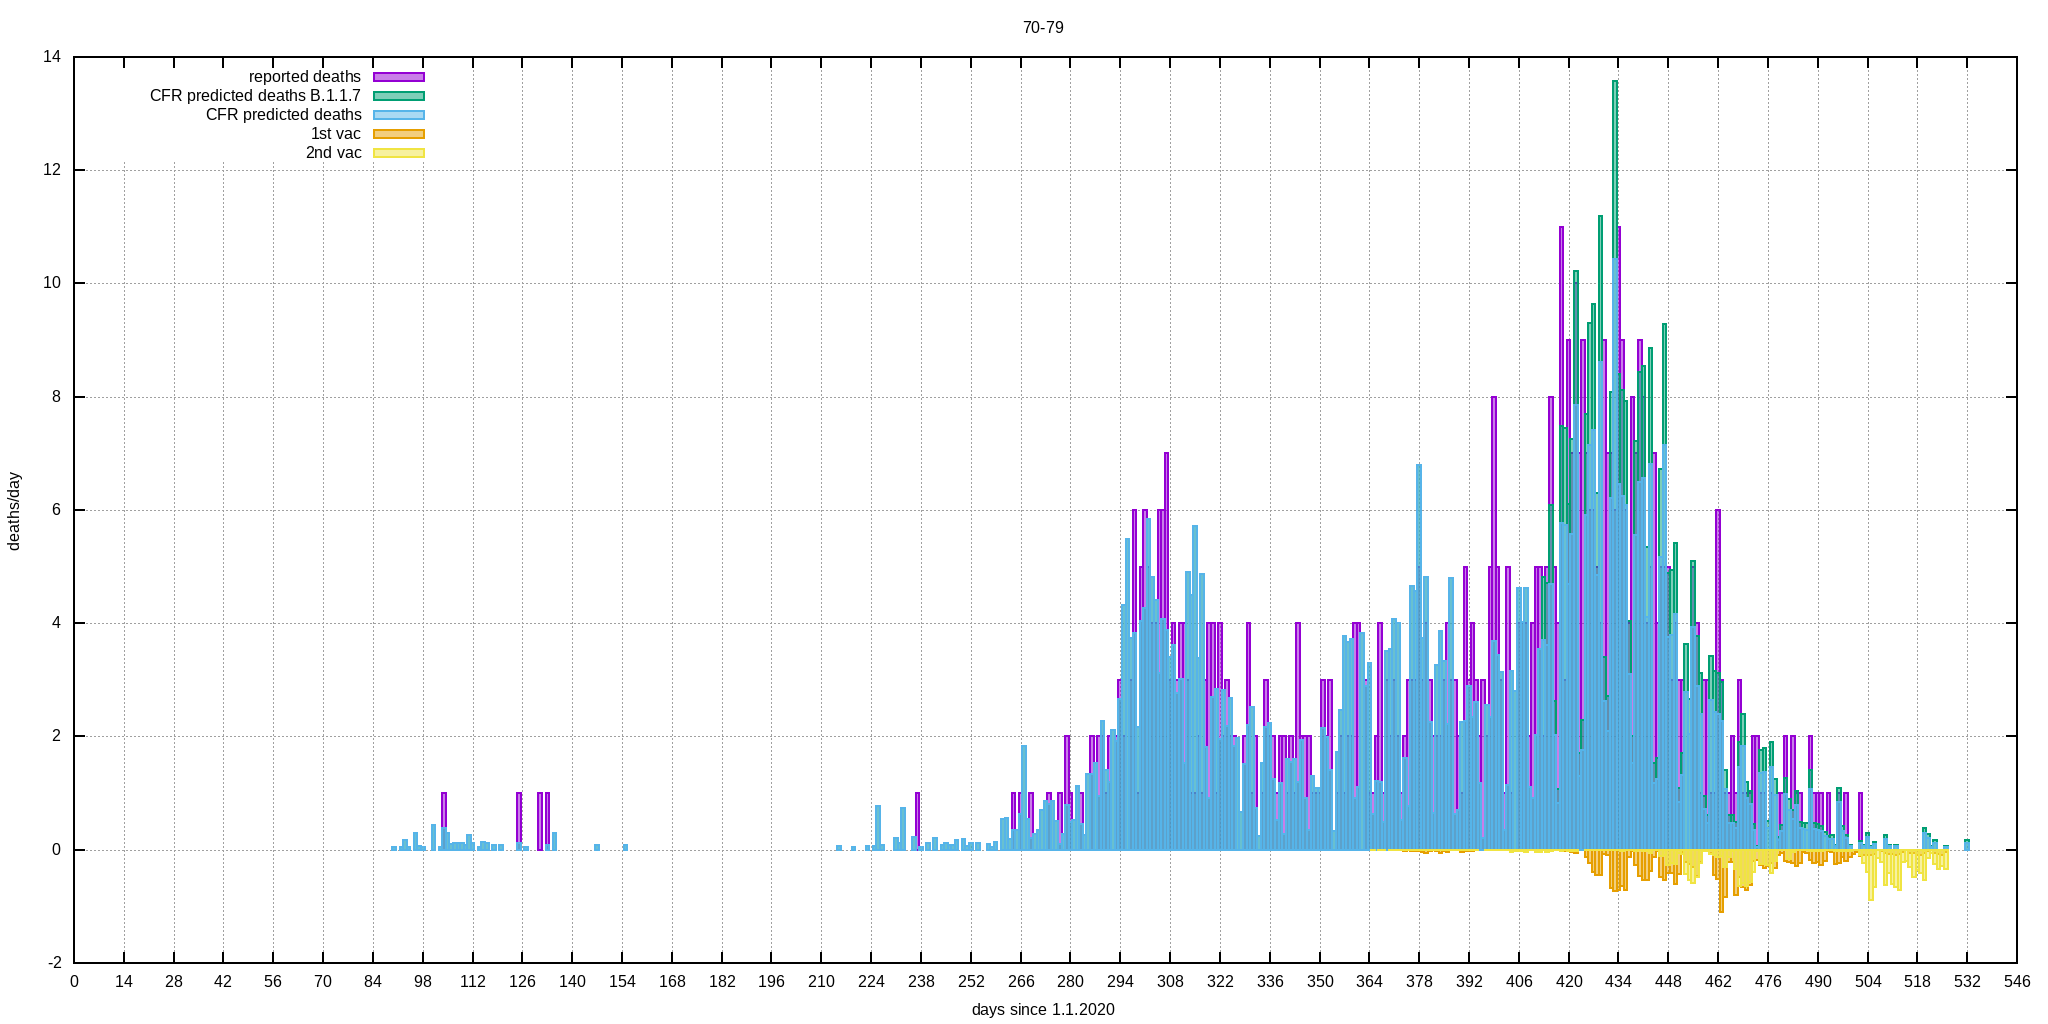 70-79
14
12
10
8
6
4
2
0
-2
deaths/day
reported deaths
CFR predicted deaths B.1.1.7
CFR predicted deaths
1st vac
2nd vac
0 14 28 42 56 70 84 98 112 126 140 154 168 182 196 210 224 238 252 266 280 294 308 322 336 350 364 378 392 406 420 434 448 462 476 490 504 518 532 546
days since 1.1.2020